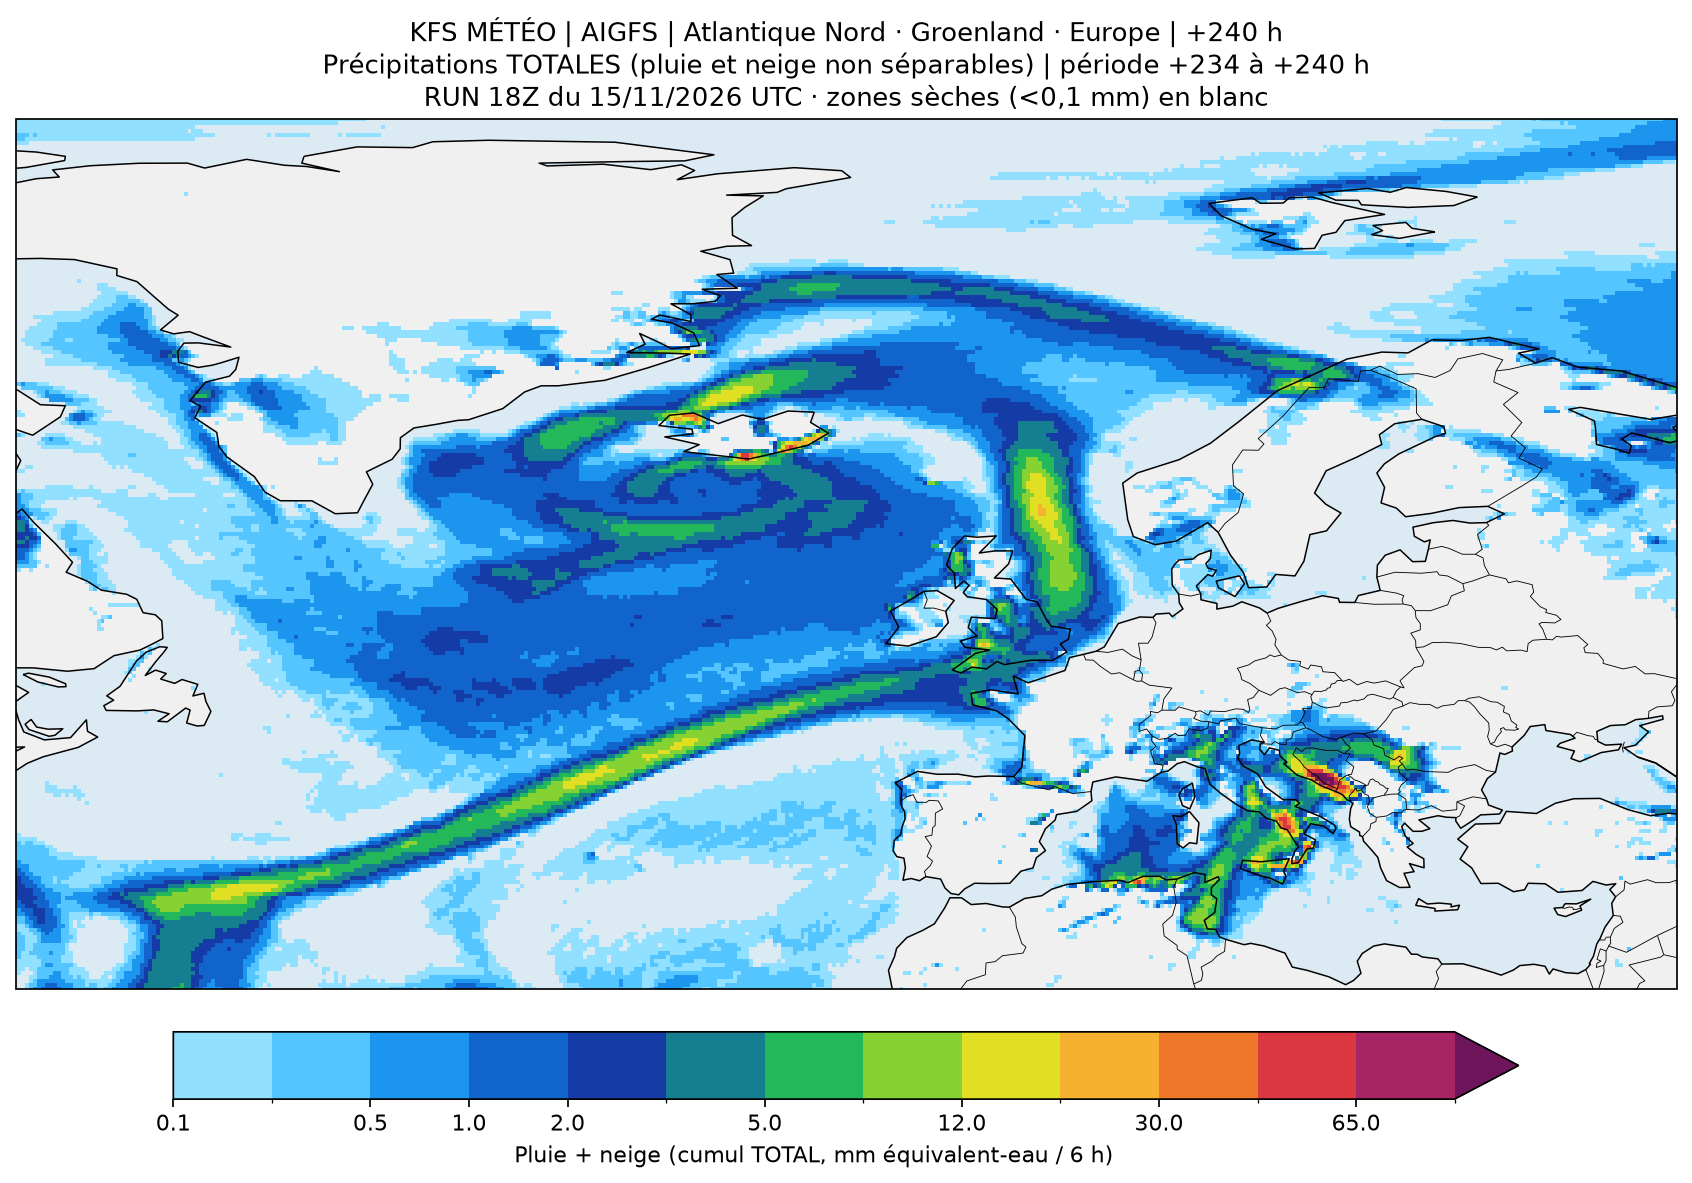 KFS MÉTÉO | AIGFS | Atlantique Nord · Groenland · Europe | +240 h
Précipitations TOTALES (pluie et neige non séparables) | période +234 à +240 h
RUN 18Z du 15/11/2026 UTC · zones sèches (<0,1 mm) en blanc
0.1 0.5 1.0 2.0 5.0 12.0 30.0 65.0
Pluie + neige (cumul TOTAL, mm équivalent-eau / 6 h)